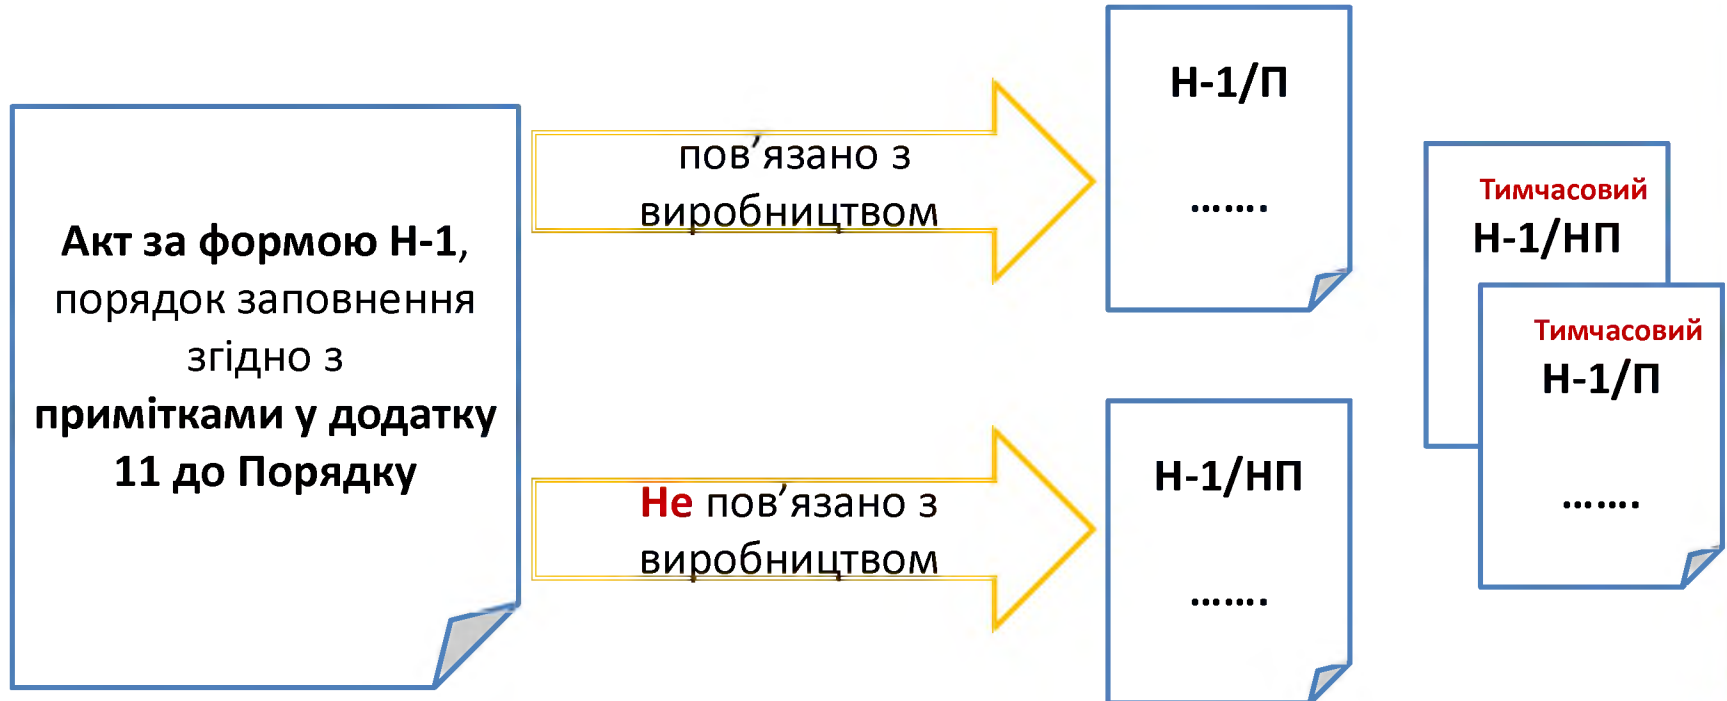 Акт за формою Н-1,
порядок заповнення
згідно з
примітками у додатку
11 до Порядку
пов’язано з
виробництвом
Не пов’язано з
виробництвом
Н-1/П
…….
Н-1/НП
…….
Тимчасовий
Н-1/НП
Тимчасовий
Н-1/П
…….